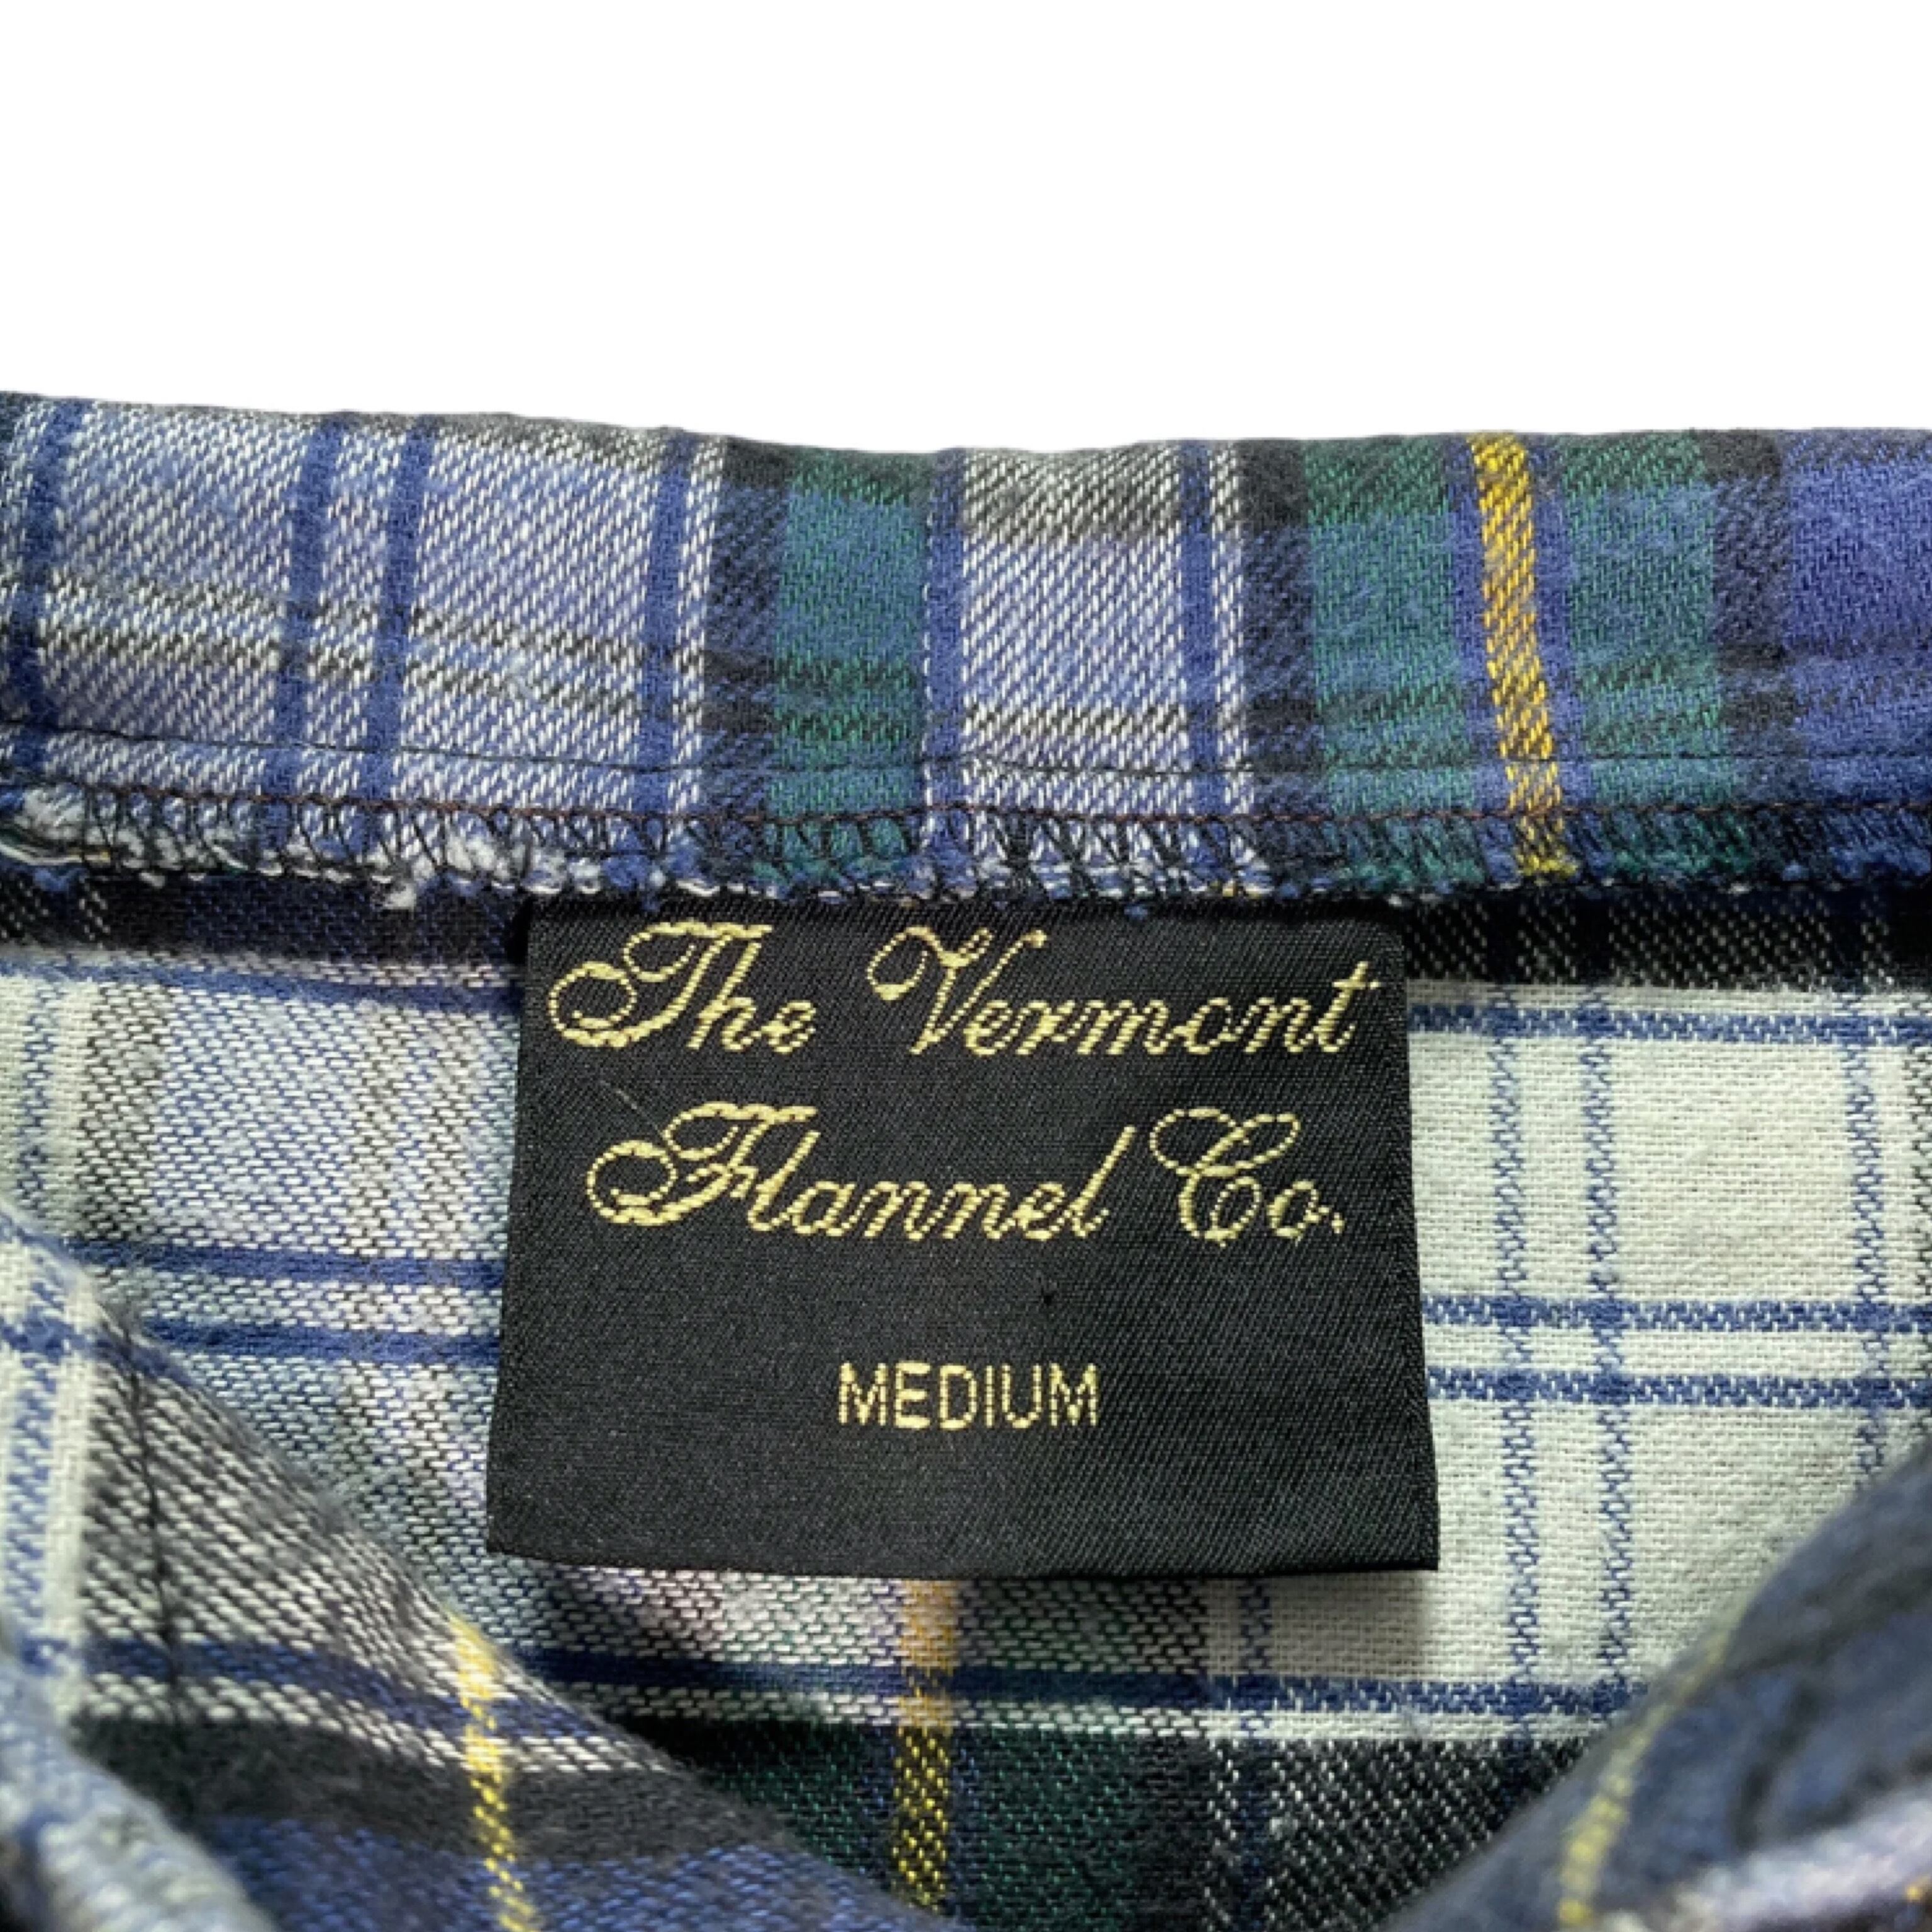 The Vermont
Flannel Co.
MEDIUM